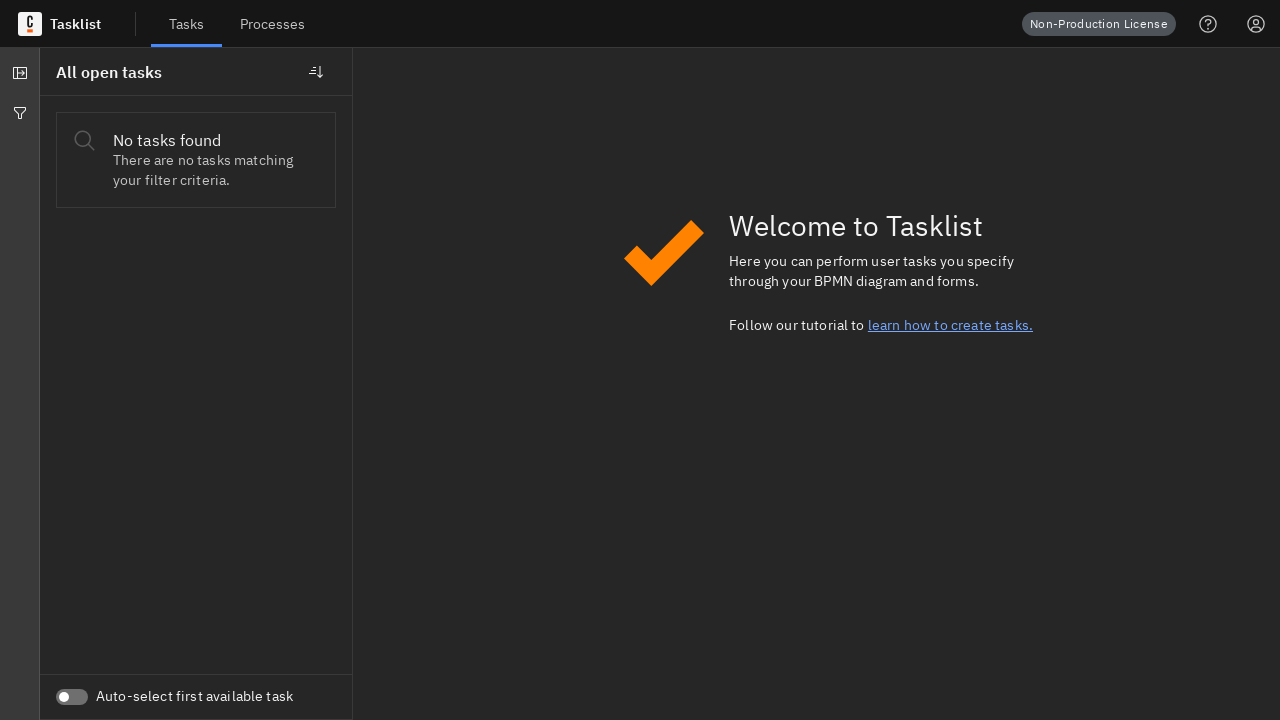 Tasklist
Tasks
Processes
Non-Production License
All open tasks
No tasks found
There are no tasks matching
your filter criteria.
Welcome to Tasklist
Here you can perform user tasks you specify
through your BPMN diagram and forms.
Follow our tutorial to learn how to create tasks.
Auto-select first available task